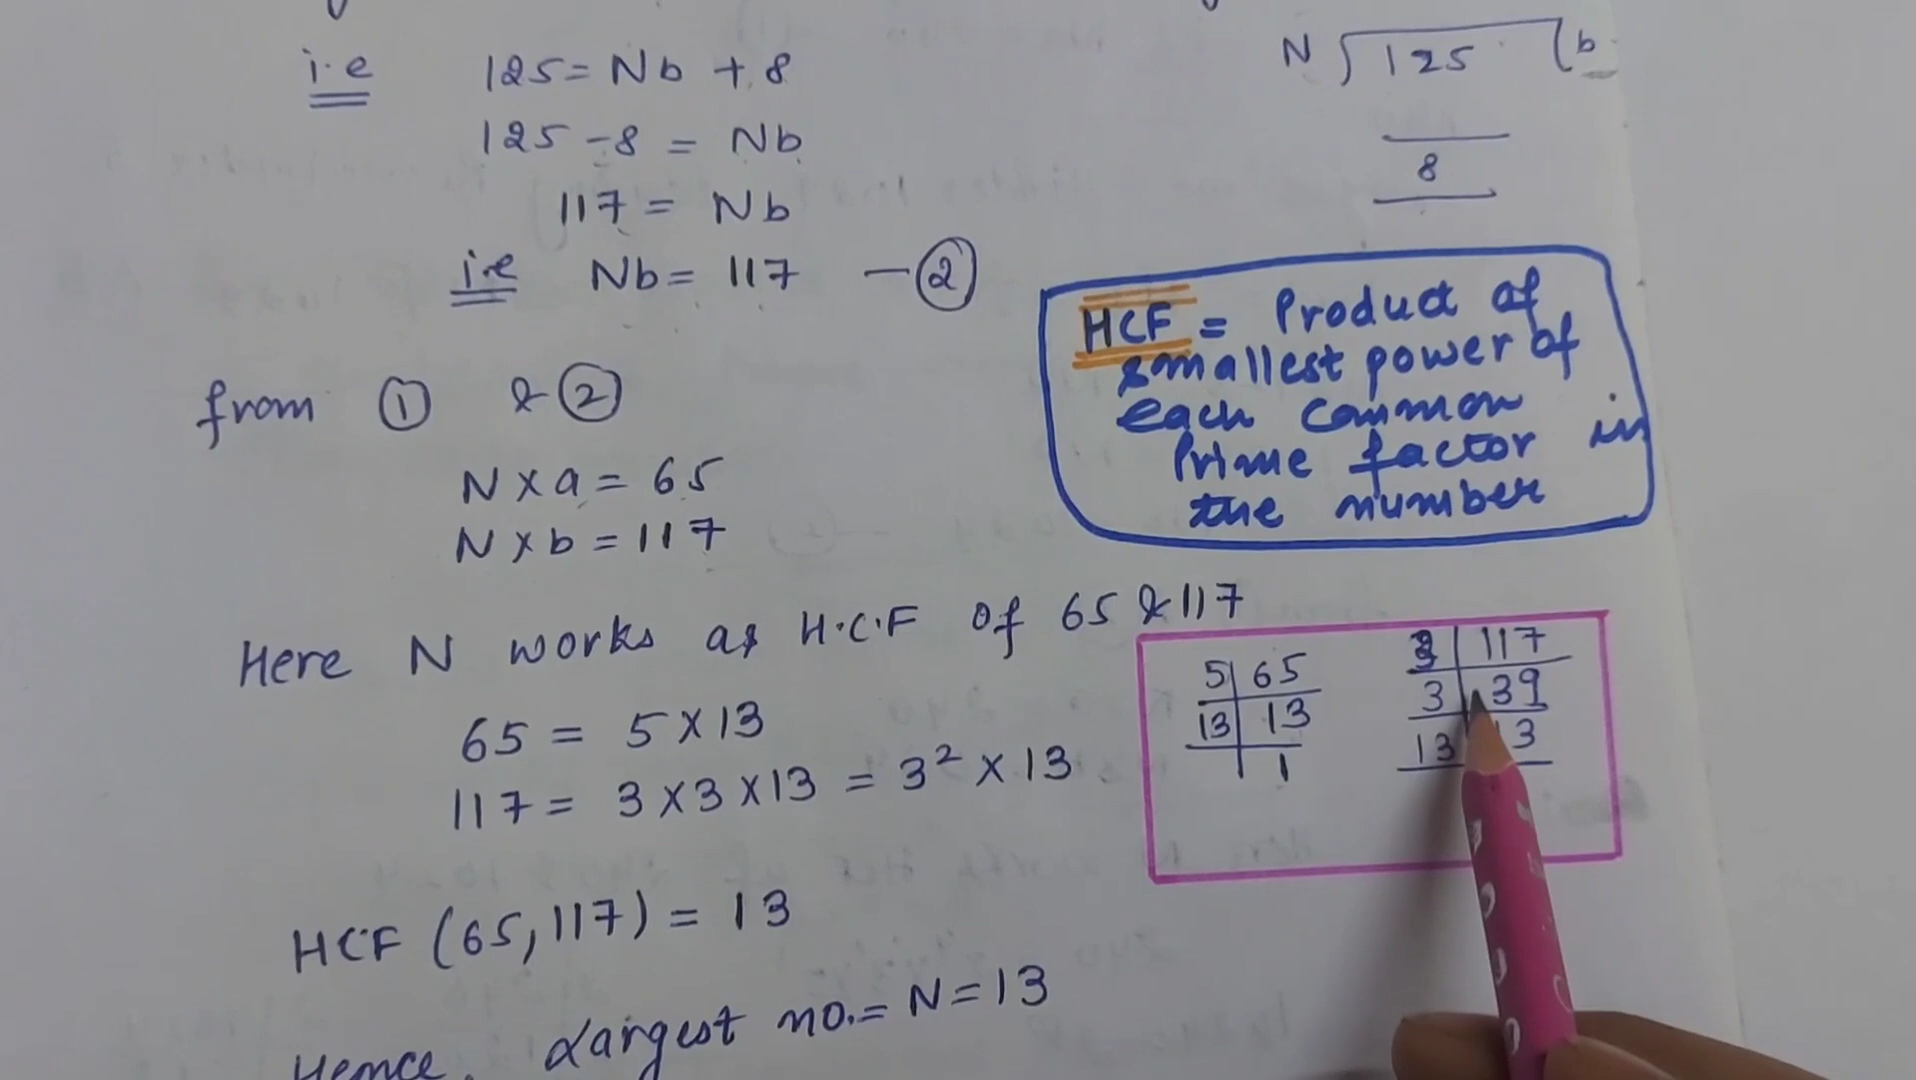 i.e 125 = Nb + 8
125 - 8 = Nb
117 = Nb
i.e Nb = 117 - ②
N ) 125 ( b
8
HCF = Product of
smallest power of
each common
Prime factor in
the number
from ① & ②
N x a = 65
N x b = 117
Here N works as H.C.F of 65 & 117
65 = 5 x 13
117 = 3 x 3 x 13 = 3² x 13
5 | 65
13 | 13
1
3 | 117
3 | 39
13 | 13
HCF (65, 117) = 13
Hence, Largest no. = N = 13